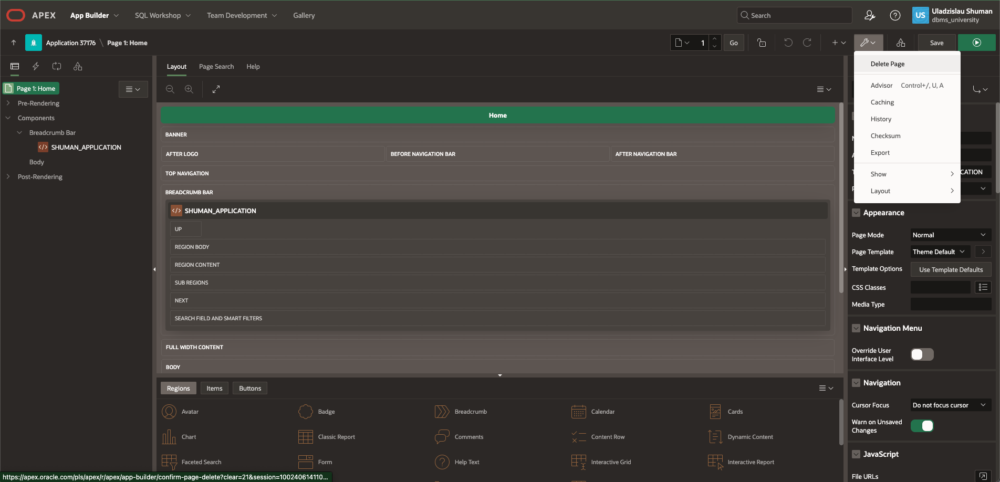 APEX
App Builder
SQL Workshop
Team Development
Gallery
Search
US
Uladzislau Shuman
dbms_university
Application 37176 \ Page 1: Home
1
Go
Save
Delete Page
Advisor Control+/, U, A
Caching
History
Checksum
Export
Show
Layout
Page 1: Home
Pre-Rendering
Components
Breadcrumb Bar
SHUMAN_APPLICATION
Body
Post-Rendering
Layout
Page Search
Help
Home
BANNER
AFTER LOGO
BEFORE NAVIGATION BAR
AFTER NAVIGATION BAR
TOP NAVIGATION
BREADCRUMB BAR
SHUMAN_APPLICATION
UP
REGION BODY
REGION CONTENT
SUB REGIONS
NEXT
SEARCH FIELD AND SMART FILTERS
FULL WIDTH CONTENT
BODY
Regions
Items
Buttons
Avatar
Badge
Breadcrumb
Calendar
Cards
Chart
Classic Report
Comments
Content Row
Dynamic Content
Faceted Search
Form
Help Text
Interactive Grid
Interactive Report
CATION
Appearance
Page Mode
Normal
Page Template
Theme Default
Template Options
Use Template Defaults
CSS Classes
Media Type
Navigation Menu
Override User
Interface Level
Navigation
Cursor Focus
Do not focus cursor
Warn on Unsaved
Changes
JavaScript
File URLs
https://apex.oracle.com/pls/apex/r/apex/app-builder/confirm-page-delete?clear=21&session=100240614110...